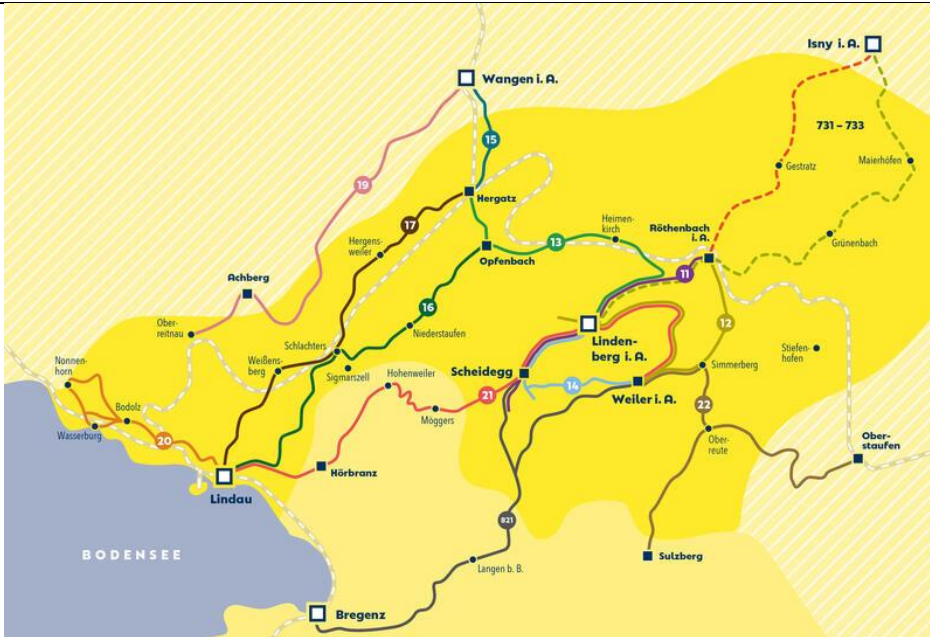 Isny i. A.
Wangen i. A.
731 – 733
15
Gestratz
Maierhöfen
19
Hergatz
17
Heimen-
kirch
Röthenbach
i. A.
Grünenbach
Hergens-
weiler
13
Opfenbach
11
Achberg
16
12
Ober-
reitnau
Niederstaufen
Linden-
berg i. A.
Schlachters
Stiefen-
hofen
Nonnen-
horn
Weißens-
berg
Sigmarszell
Hohenweiler
Scheidegg
Simmerberg
14
21
Weiler i. A.
Bodolz
Möggers
22
Wasserburg
20
Ober-
reute
Ober-
staufen
Hörbranz
Lindau
821
BODENSEE
Langen b. B.
Sulzberg
Bregenz